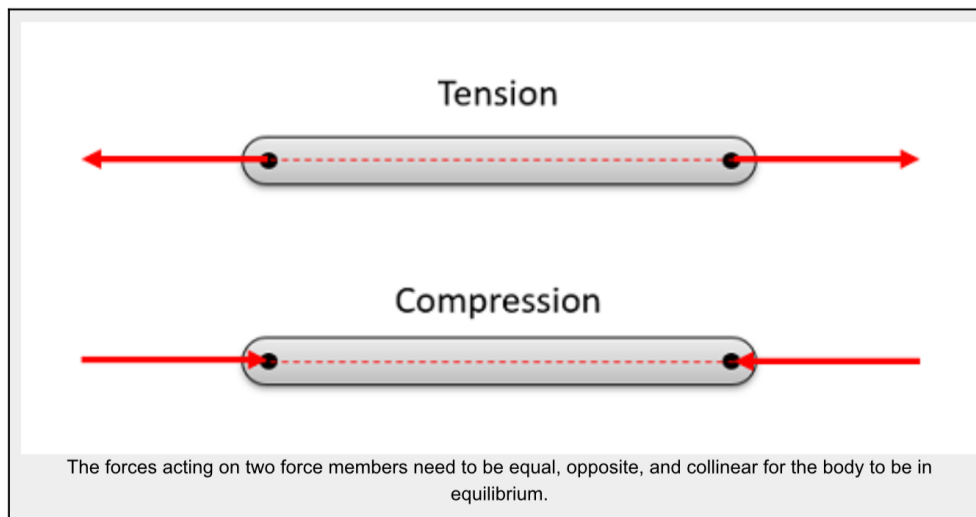 Tension
Compression
The forces acting on two force members need to be equal, opposite, and collinear for the body to be in
equilibrium.